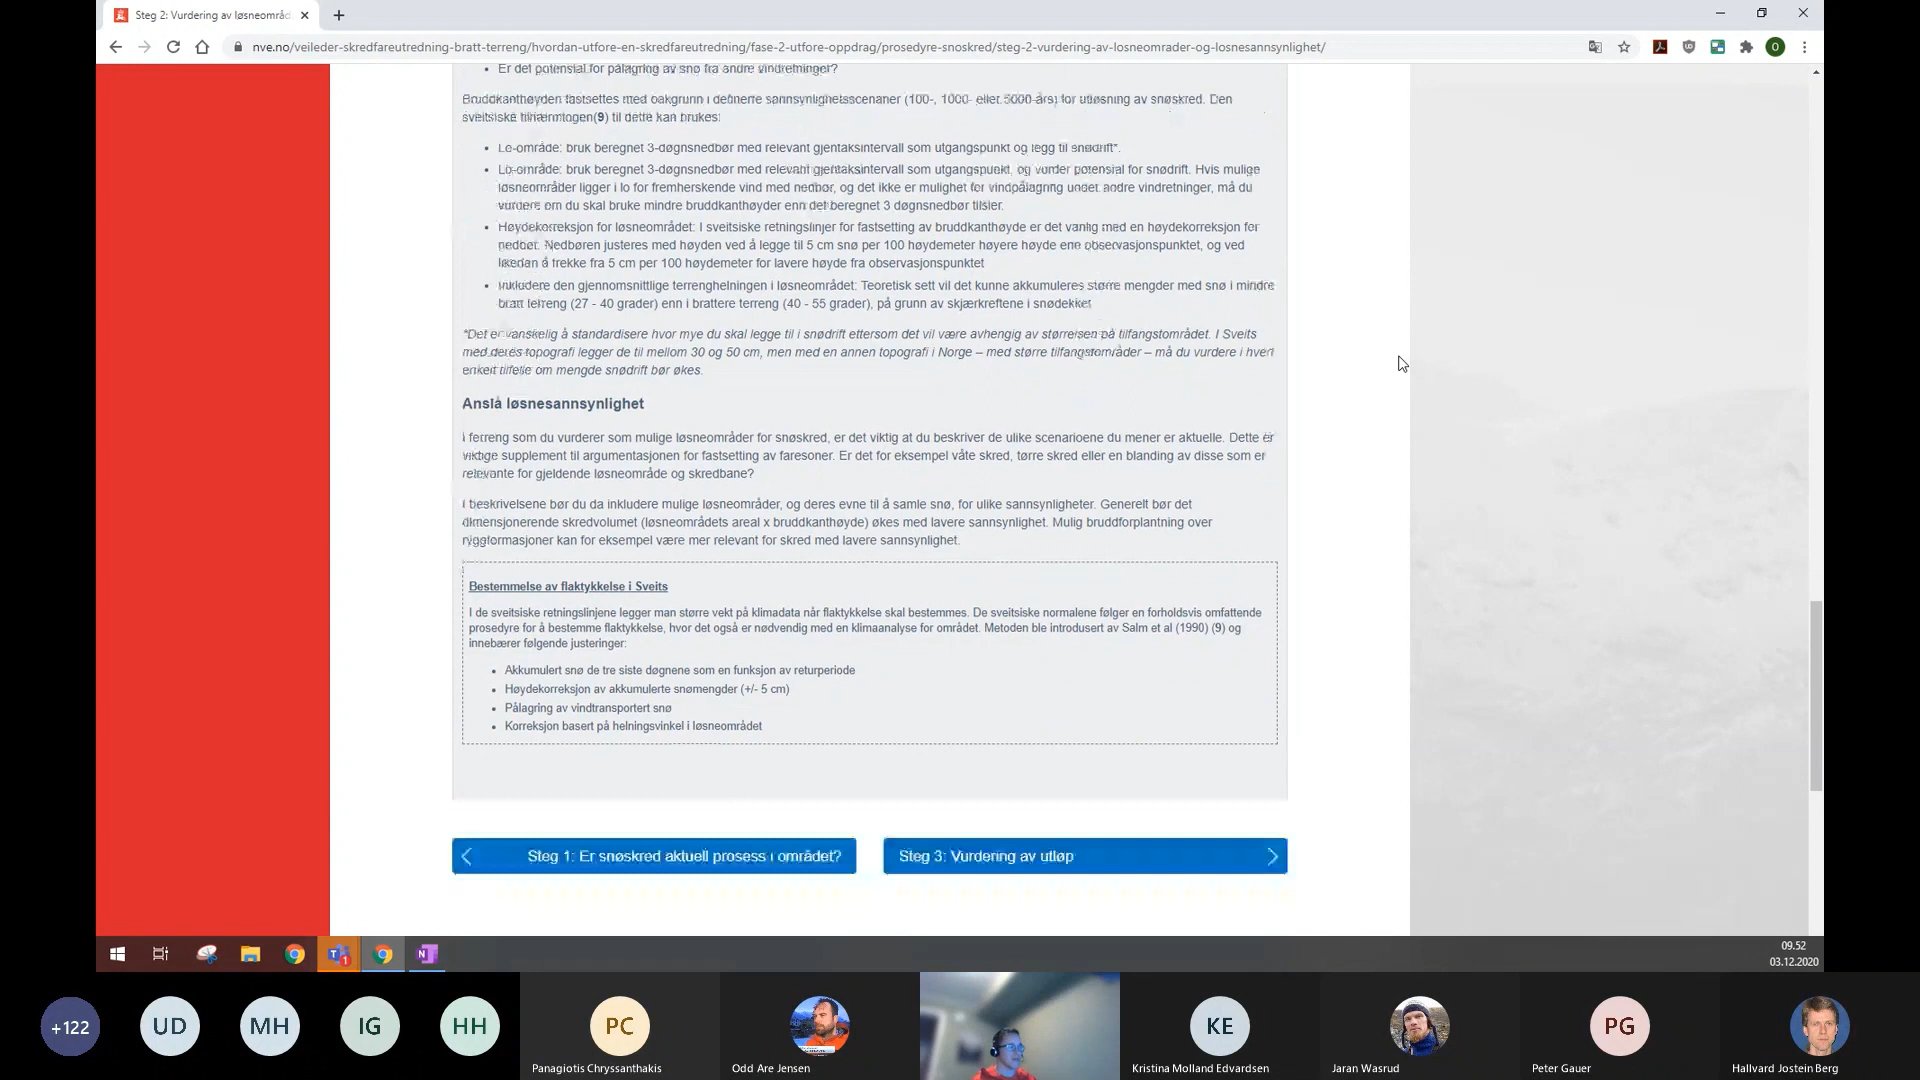 Steg 2: Vurdering av løsneområd
nve.no/veileder-skredfareutredning-bratt-terreng/hvordan-utfore-en-skredfareutredning/fase-2-utfore-oppdrag/prosedyre-snoskred/steg-2-vurdering-av-losneomrader-og-losnesannsynlighet/
O
• Er det potensial for pålagring av snø fra andre vindretninger?
Bruddkanthøyden fastsettes med bakgrunn i definerte sannsynlighetsscenarier (100-, 1000- eller 5000 års) for utløsning av snøskred. Den
sveitsiske tilnærmingen(9) til dette kan brukes:
• Le-område: bruk beregnet 3-døgnsnedbør med relevant gjentaksintervall som utgangspunkt og legg til snødrift*.
• Lo-område: bruk beregnet 3-døgnsnedbør med relevant gjentaksintervall som utgangspunkt, og vurder potensial for snødrift. Hvis mulige
løsneområder ligger i lo for fremherskende vind med nedbør, og det ikke er mulighet for vindpålagring under andre vindretninger, må du
vurdere om du skal bruke mindre bruddkanthøyder enn det beregnet 3 døgnsnedbør tilsier.
• Høydekorreksjon for løsneområdet: I sveitsiske retningslinjer for fastsetting av bruddkanthøyde er det vanlig med en høydekorreksjon for
nedbør. Nedbøren justeres med høyden ved å legge til 5 cm snø per 100 høydemeter høyere høyde enn observasjonspunktet, og ved
å trekke fra 5 cm per 100 høydemeter for lavere høyde fra observasjonspunktet
• Inkludere den gjennomsnittlige terrenghelningen i løsneområdet: Teoretisk sett vil det kunne akkumuleres større mengder med snø i mindre
bratt terreng (27 - 40 grader) enn i brattere terreng (40 - 55 grader), på grunn av skjærkreftene i snødekket
*Det er vanskelig å standardisere hvor mye du skal legge til i snødrift ettersom det vil være avhengig av størrelsen på tilfangstområdet. I Sveits
med deres topografi legger de til mellom 30 og 50 cm, men med en annen topografi i Norge – med større tilfangstområder – må du vurdere i hvert
enkelt tilfelle om mengde snødrift bør økes.
Anslå løsnesannsynlighet
I terreng som du vurderer som mulige løsneområder for snøskred, er det viktig at du beskriver de ulike scenarioene du mener er aktuelle. Dette er
viktige supplement til argumentasjonen for fastsetting av faresoner. Er det for eksempel våte skred, tørre skred eller en blanding av disse som er
relevante for gjeldende løsneområde og skredbane?
I beskrivelsene bør du da inkludere mulige løsneområder, og deres evne til å samle snø, for ulike sannsynligheter. Generelt bør det
dimensjonerende skredvolumet (løsneområdets areal x bruddkanthøyde) økes med lavere sannsynlighet. Mulig bruddforplantning over
ryggformasjoner kan for eksempel være mer relevant for skred med lavere sannsynlighet.
Bestemmelse av flaktykkelse i Sveits
I de sveitsiske retningslinjene legger man større vekt på klimadata når flaktykkelse skal bestemmes. De sveitsiske normalene følger en forholdsvis omfattende
prosedyre for å bestemme flaktykkelse, hvor det også er nødvendig med en klimaanalyse for området. Metoden ble introdusert av Salm et al (1990) (9) og
innebærer følgende justeringer:
• Akkumulert snø de tre siste døgnene som en funksjon av returperiode
• Høydekorreksjon av akkumulerte snømengder (+/- 5 cm)
• Pålagring av vindtransportert snø
• Korreksjon basert på helningsvinkel i løsneområdet
Steg 1: Er snøskred aktuell prosess i området?
Steg 3: Vurdering av utløp
09.52
03.12.2020
+122
UD
MH
IG
HH
PC
KE
PG
Panagiotis Chryssanthakis
Odd Are Jensen
Kristina Molland Edvardsen
Jaran Wasrud
Peter Gauer
Hallvard Jostein Berg